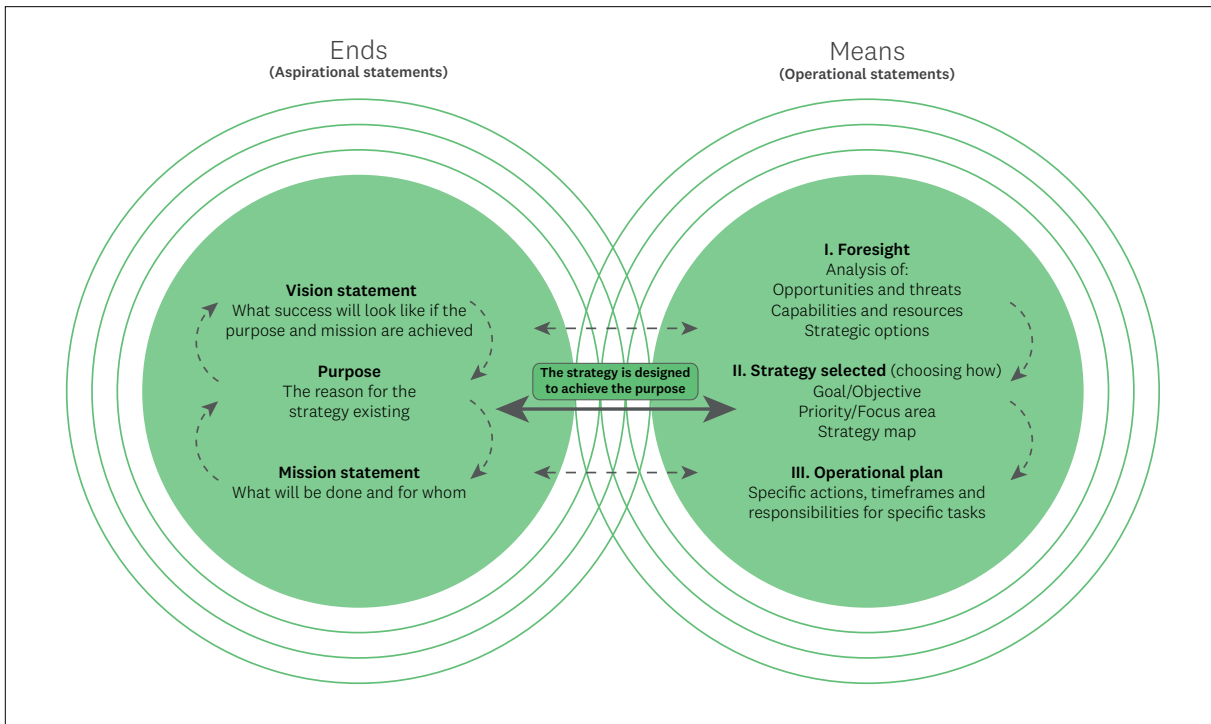 Ends
(Aspirational statements)
Vision statement
What success will look like if the
purpose and mission are achieved
Purpose
The reason for the
strategy existing
Mission statement
What will be done and for whom
The strategy is designed
to achieve the purpose
Means
(Operational statements)
I. Foresight
Analysis of:
Opportunities and threats
Capabilities and resources
Strategic options
II. Strategy selected (choosing how)
Goal/Objective
Priority/Focus area
Strategy map
III. Operational plan
Specific actions, timeframes and
responsibilities for specific tasks